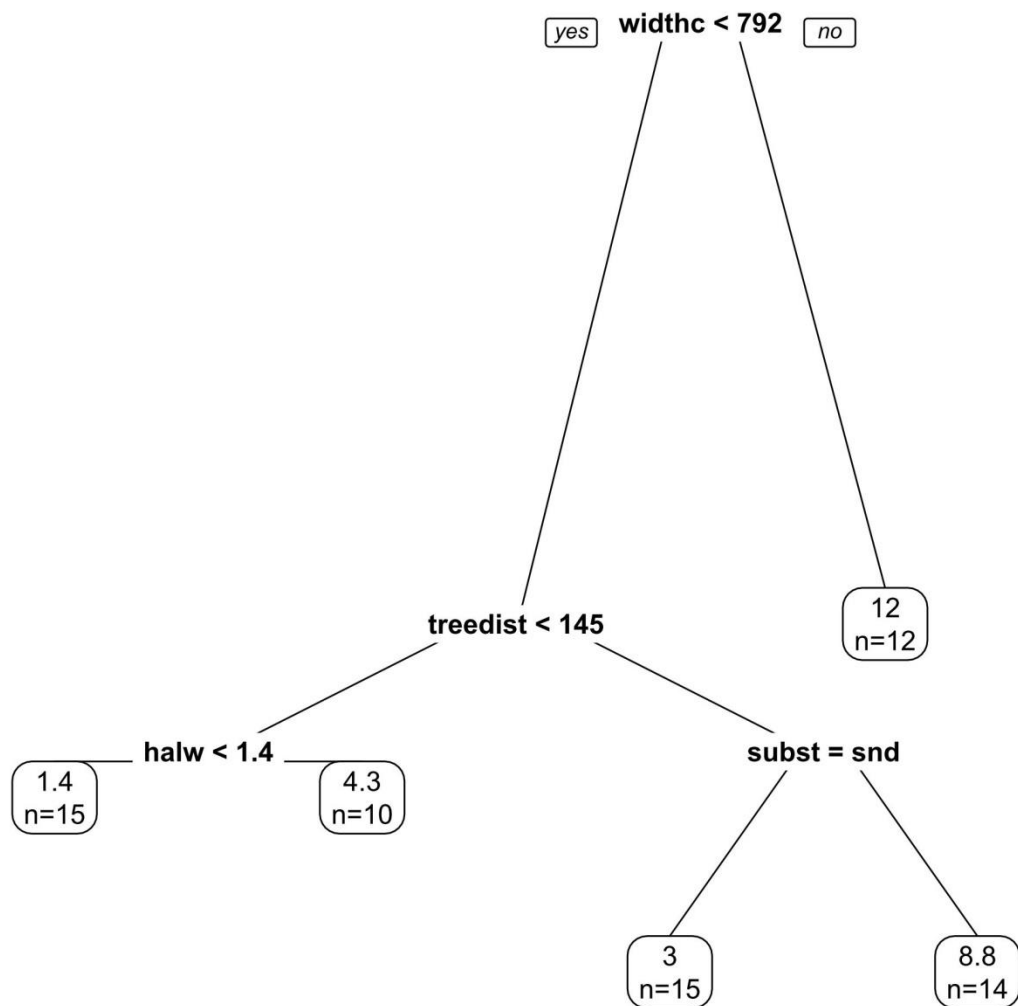 yes widthc < 792 no
12
n=12
treedist < 145
halw < 1.4
subst = snd
1.4
n=15
4.3
n=10
3
n=15
8.8
n=14